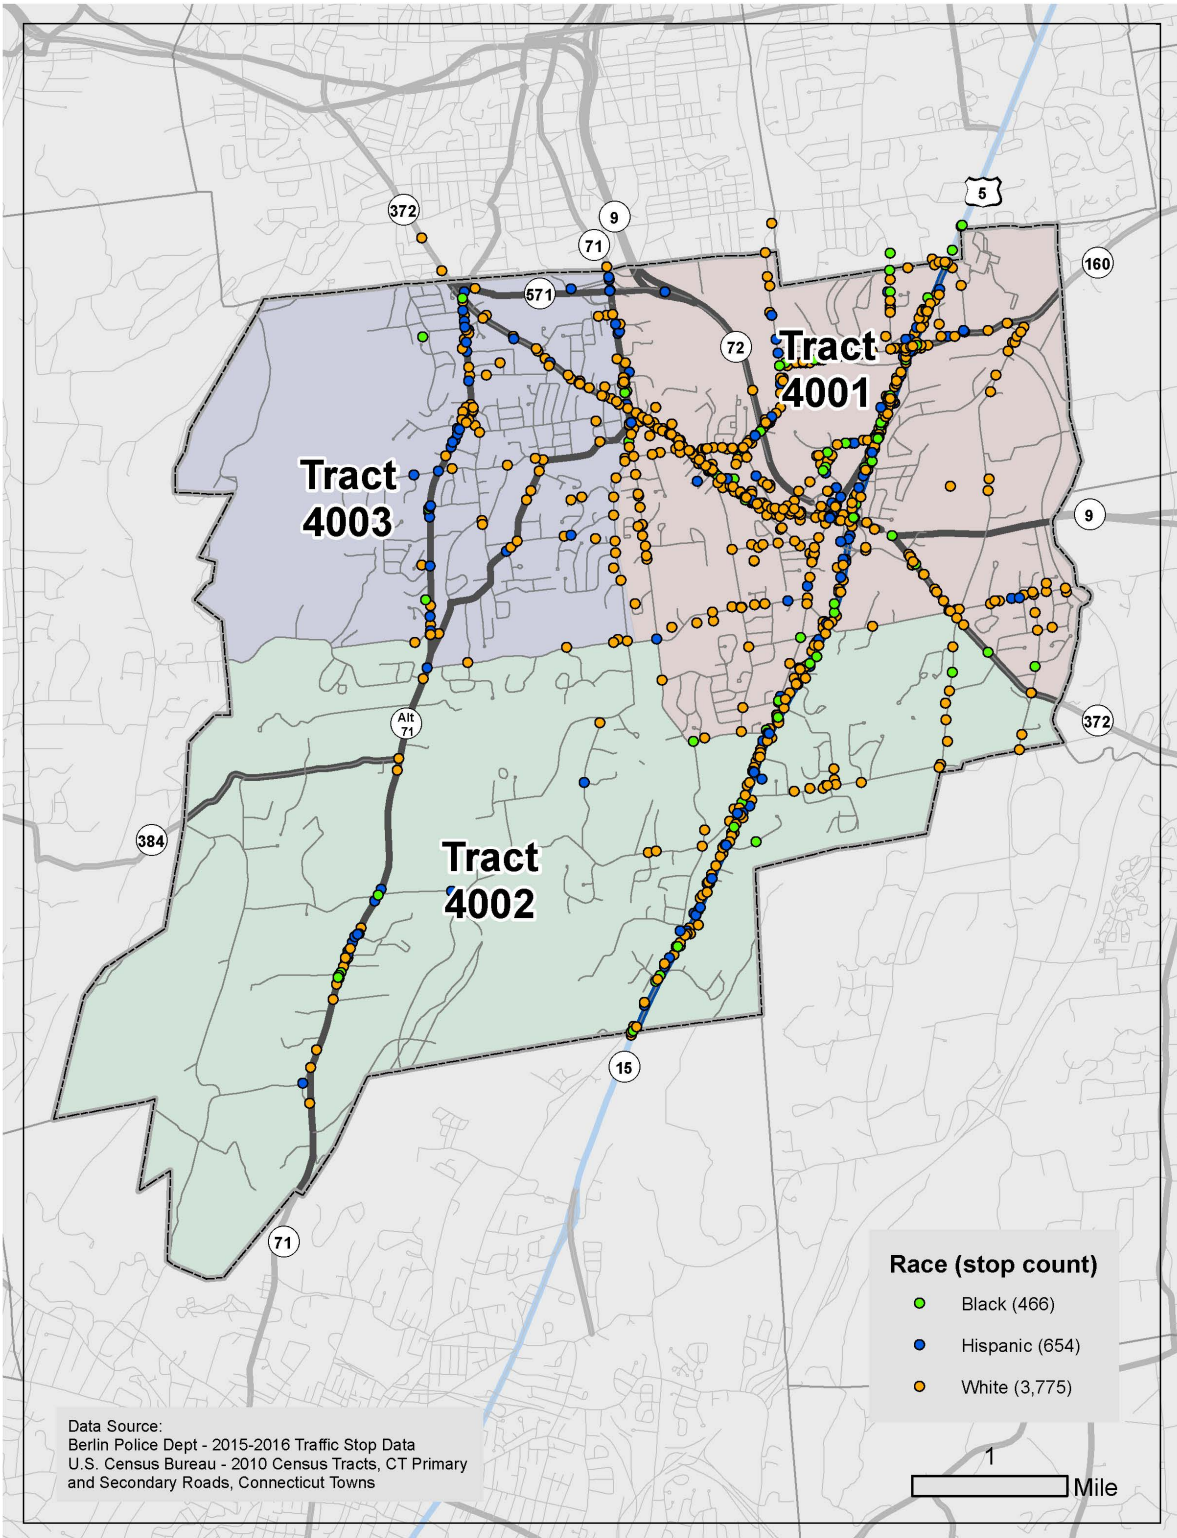 5
372
9
71
160
571
72
Tract
4001
Tract
4003
9
Alt
71
372
384
Tract
4002
15
71
Race (stop count)
Black (466)
Hispanic (654)
White (3,775)
Data Source:
Berlin Police Dept - 2015-2016 Traffic Stop Data
U.S. Census Bureau - 2010 Census Tracts, CT Primary
and Secondary Roads, Connecticut Towns
1
Mile